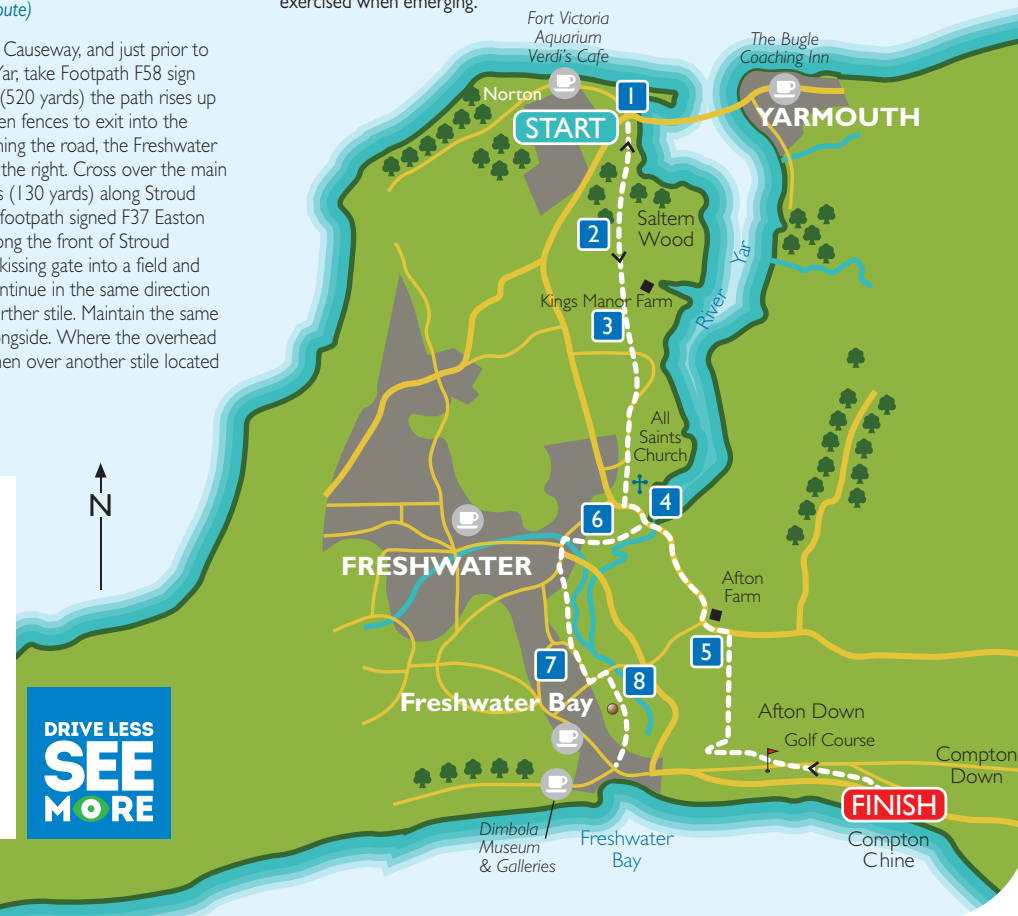 oute)
Causeway, and just prior to
Yar, take Footpath F58 sign
(520 yards) the path rises up
en fences to exit into the
ning the road, the Freshwater
the right. Cross over the main
s (130 yards) along Stroud
footpath signed F37 Easton
ong the front of Stroud
kissing gate into a field and
ntinue in the same direction
rther stile. Maintain the same
ongside. Where the overhead
hen over another stile located
exercised when emerging.
Fort Victoria
Aquarium
Verdi's Cafe
The Bugle
Coaching Inn
Norton
1
START
YARMOUTH
2
Saltern
Wood
River Yar
Kings Manor Farm
3
All
Saints
Church
N
4
6
FRESHWATER
Afton
Farm
5
7
8
Freshwater Bay
Afton Down
Golf Course
Compton
Down
FINISH
Compton
Chine
Dimbola
Museum
& Galleries
Freshwater
Bay
DRIVE LESS
SEE
MORE